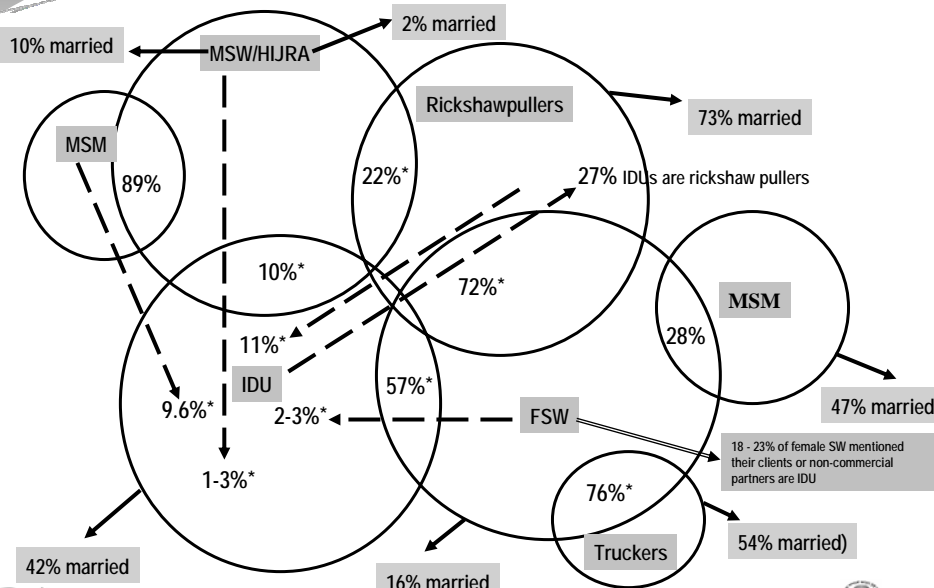 2% married
10% married
MSW/HIJRA
Rickshawpullers
73% married
MSM
89%
22%*
27% IDUs are rickshaw pullers
10%*
72%*
MSM
28%
11%*
IDU
57%*
9.6%*
2-3%*
FSW
47% married
18 - 23% of female SW mentioned
their clients or non-commercial
partners are IDU
1-3%*
76%*
Truckers
54% married)
42% married
16% married